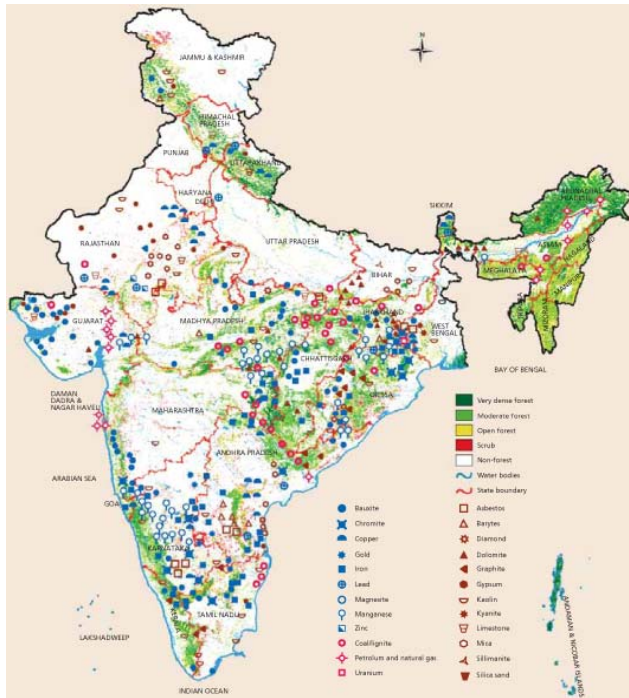 N
JAMMU & KASHMIR
HIMACHAL
PRADESH
PUNJAB
UTTARAKHAND
HARYANA
DELHI
SIKKIM
ARUNACHAL
PRADESH
RAJASTHAN
UTTAR PRADESH
ASSAM
NAGALAND
BIHAR
MEGHALAYA
MANIPUR
JHARKHAND
TRIPURA
MIZORAM
GUJARAT
MADHYA PRADESH
WEST
BENGAL
CHHATTISGARH
BAY OF BENGAL
DAMAN
DADRA &
NAGAR HAVELI
MAHARASHTRA
ORISSA
ANDHRA PRADESH
ARABIAN SEA
GOA
KARNATAKA
TAMIL NADU
KERALA
LAKSHADWEEP
INDIAN OCEAN
ANDAMAN & NICOBAR ISLANDS
Very dense forest
Moderate forest
Open forest
Scrub
Non-forest
Water bodies
State boundary
Bauxite
Chromite
Copper
Gold
Iron
Lead
Magnesite
Manganese
Zinc
Coal/lignite
Petrolium and natural gas
Uranium
Asbestos
Barytes
Diamond
Dolomite
Graphite
Gypsum
Kaolin
Kyanite
Limestone
Mica
Sillimanite
Silica sand